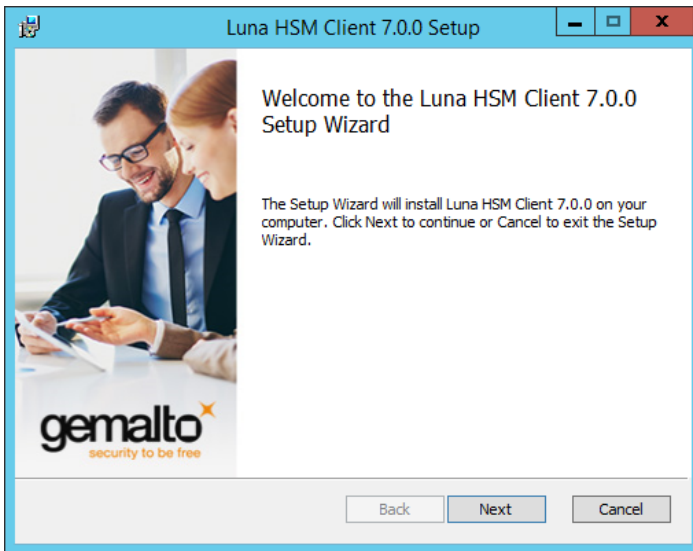 Luna HSM Client 7.0.0 Setup
Welcome to the Luna HSM Client 7.0.0
Setup Wizard
The Setup Wizard will install Luna HSM Client 7.0.0 on your
computer. Click Next to continue or Cancel to exit the Setup
Wizard.
gemalto
security to be free
Back
Next
Cancel